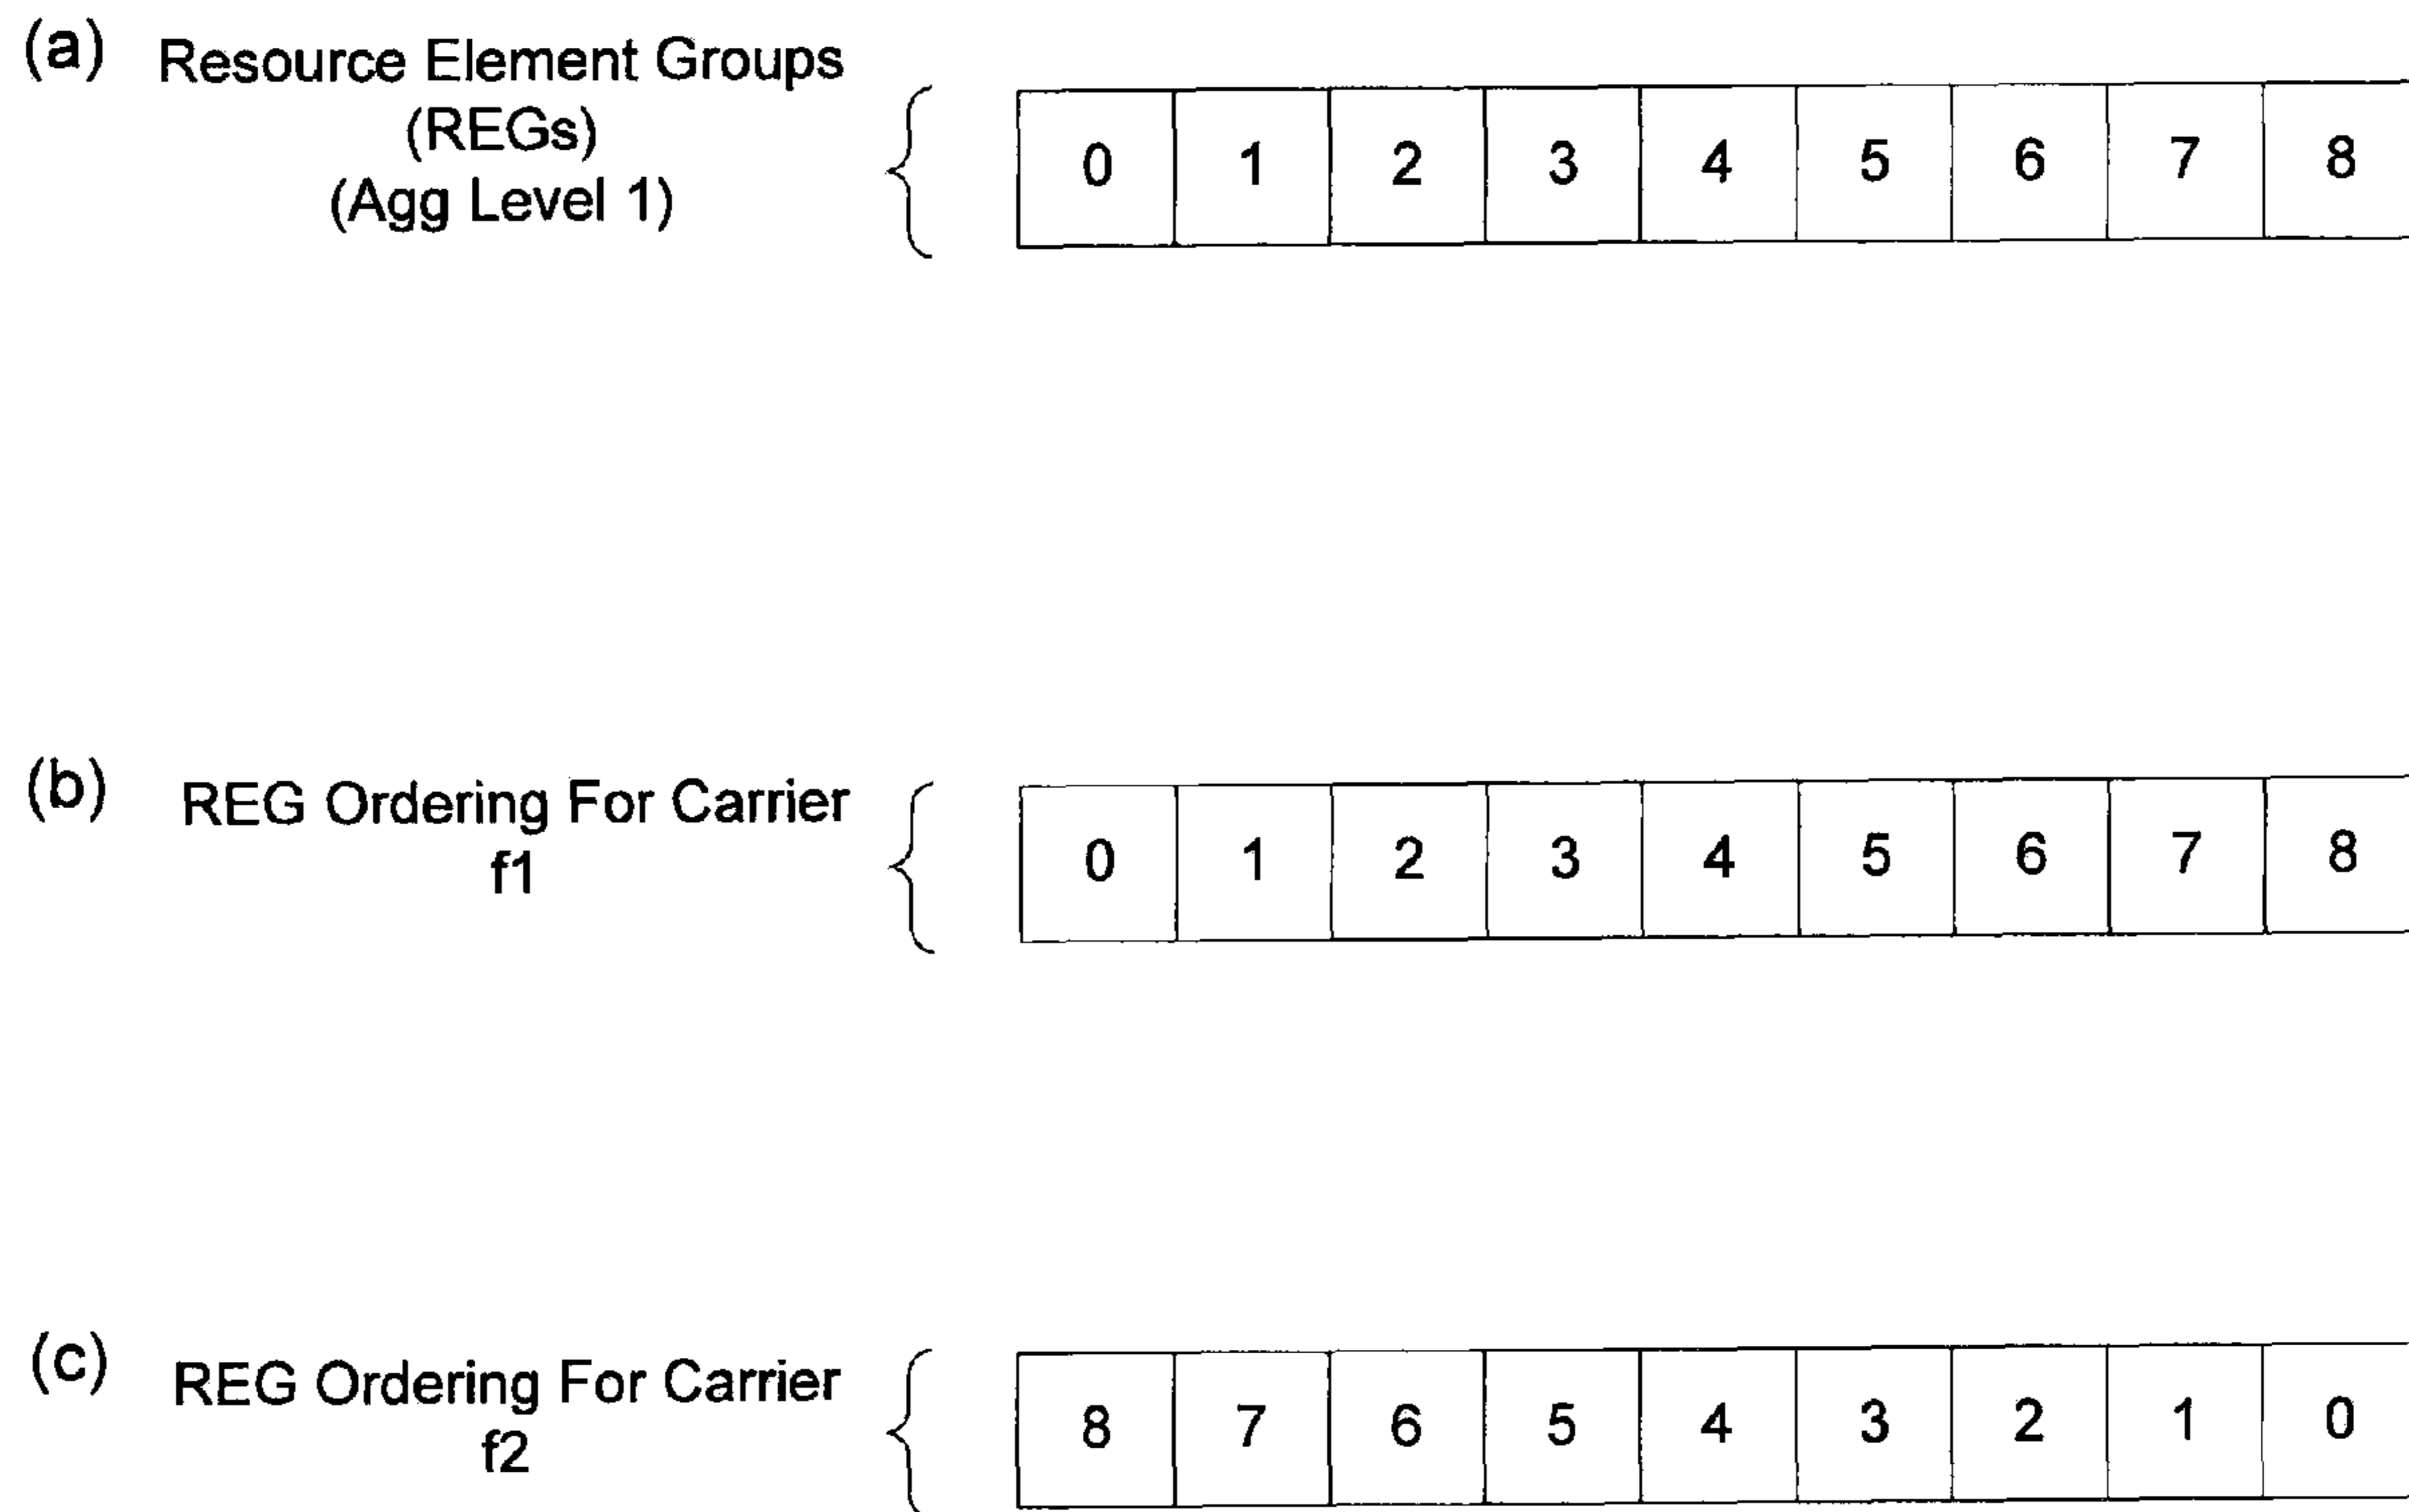 (a) Resource Element Groups
(REGs)
(Agg Level 1)
0 1 2 3 4 5 6 7 8
(b) REG Ordering For Carrier
f1
0 1 2 3 4 5 6 7 8
(c) REG Ordering For Carrier
f2
8 7 6 5 4 3 2 1 0